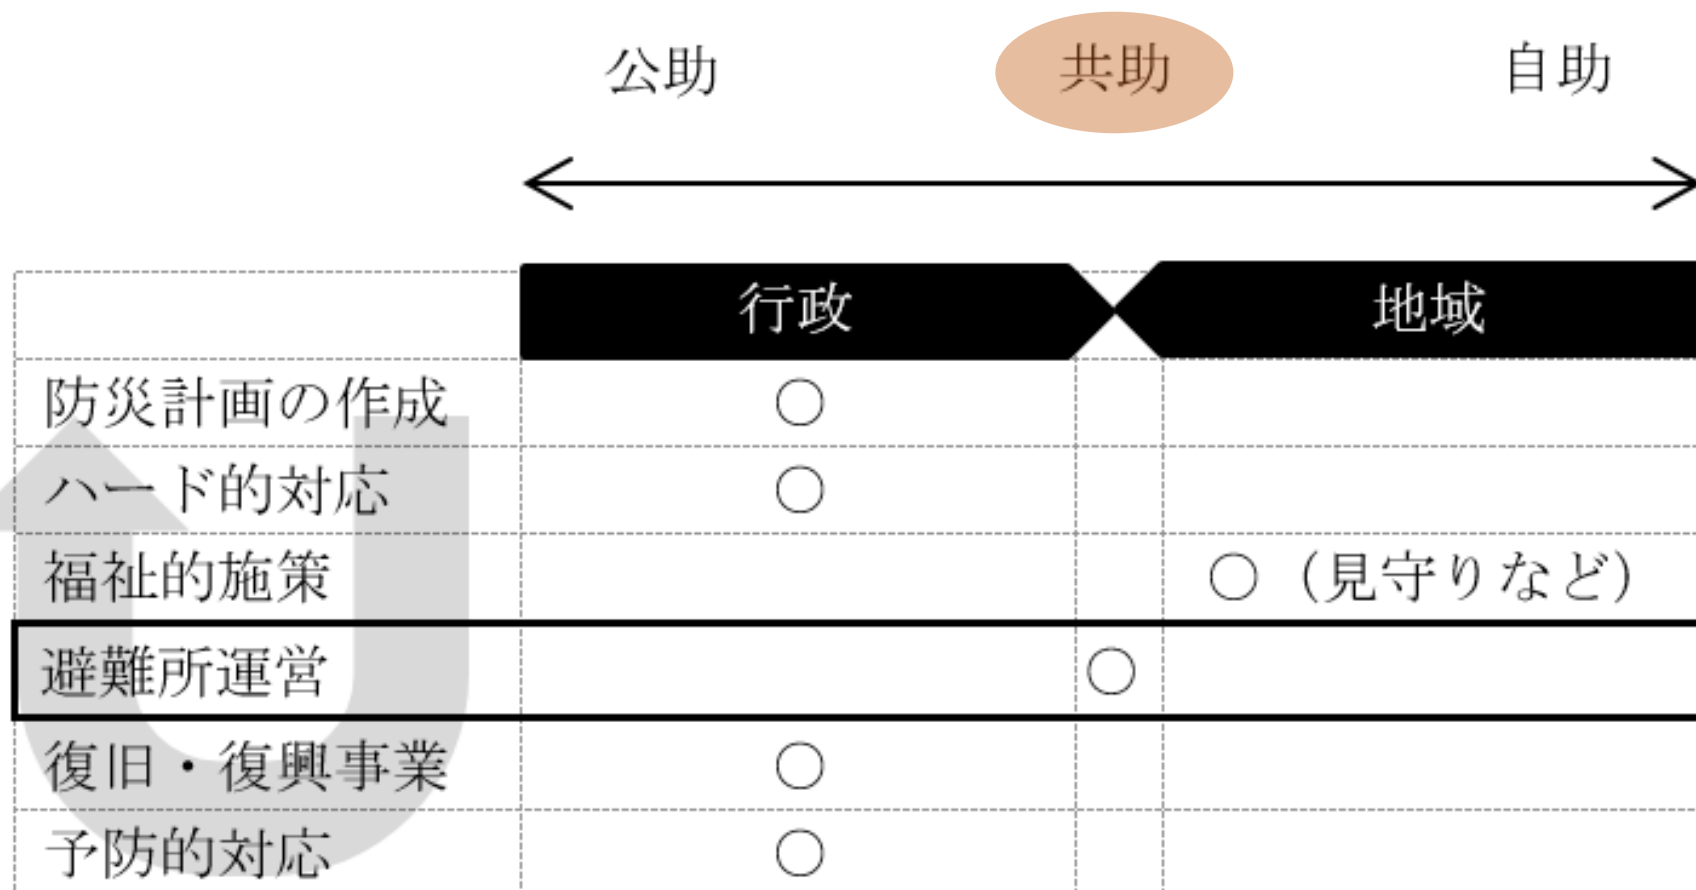 公助 共助 自助
行政 地域
防災計画の作成 ○
ハード的対応 ○
福祉的施策 ○（見守りなど）
避難所運営 ○
復旧・復興事業 ○
予防的対応 ○